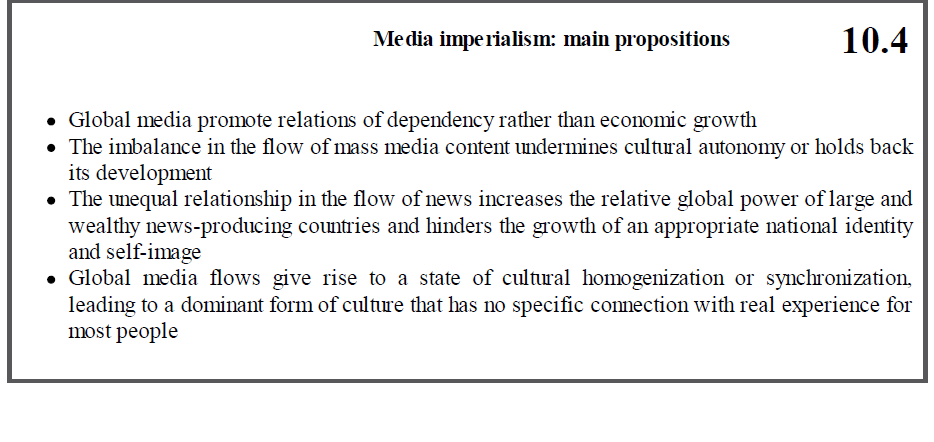 Media imperialism: main propositions 10.4
• Global media promote relations of dependency rather than economic growth
• The imbalance in the flow of mass media content undermines cultural autonomy or holds back
its development
• The unequal relationship in the flow of news increases the relative global power of large and
wealthy news-producing countries and hinders the growth of an appropriate national identity
and self-image
• Global media flows give rise to a state of cultural homogenization or synchronization,
leading to a dominant form of culture that has no specific connection with real experience for
most people